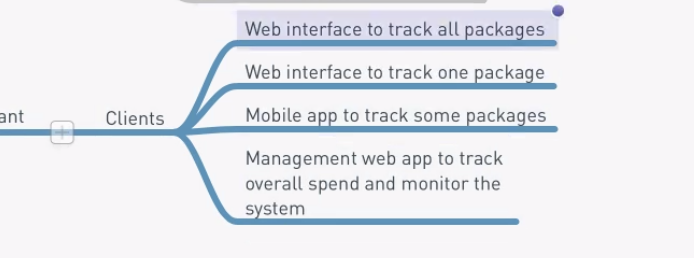 Web interface to track all packages
Web interface to track one package
ant
Clients
Mobile app to track some packages
Management web app to track
overall spend and monitor the
system